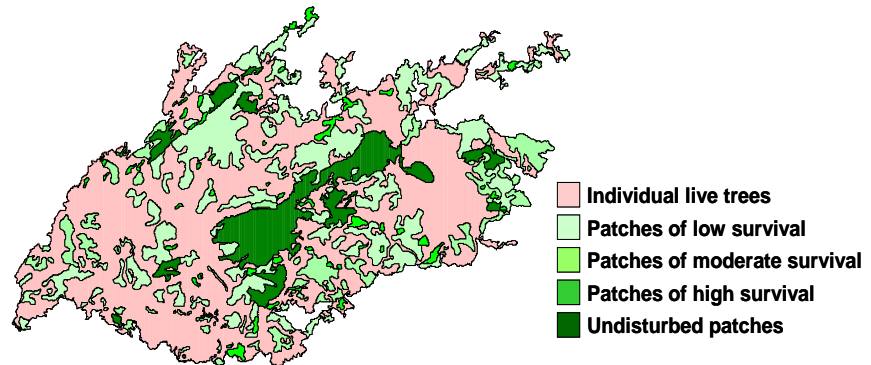 Individual live trees
Patches of low survival
Patches of moderate survival
Patches of high survival
Undisturbed patches